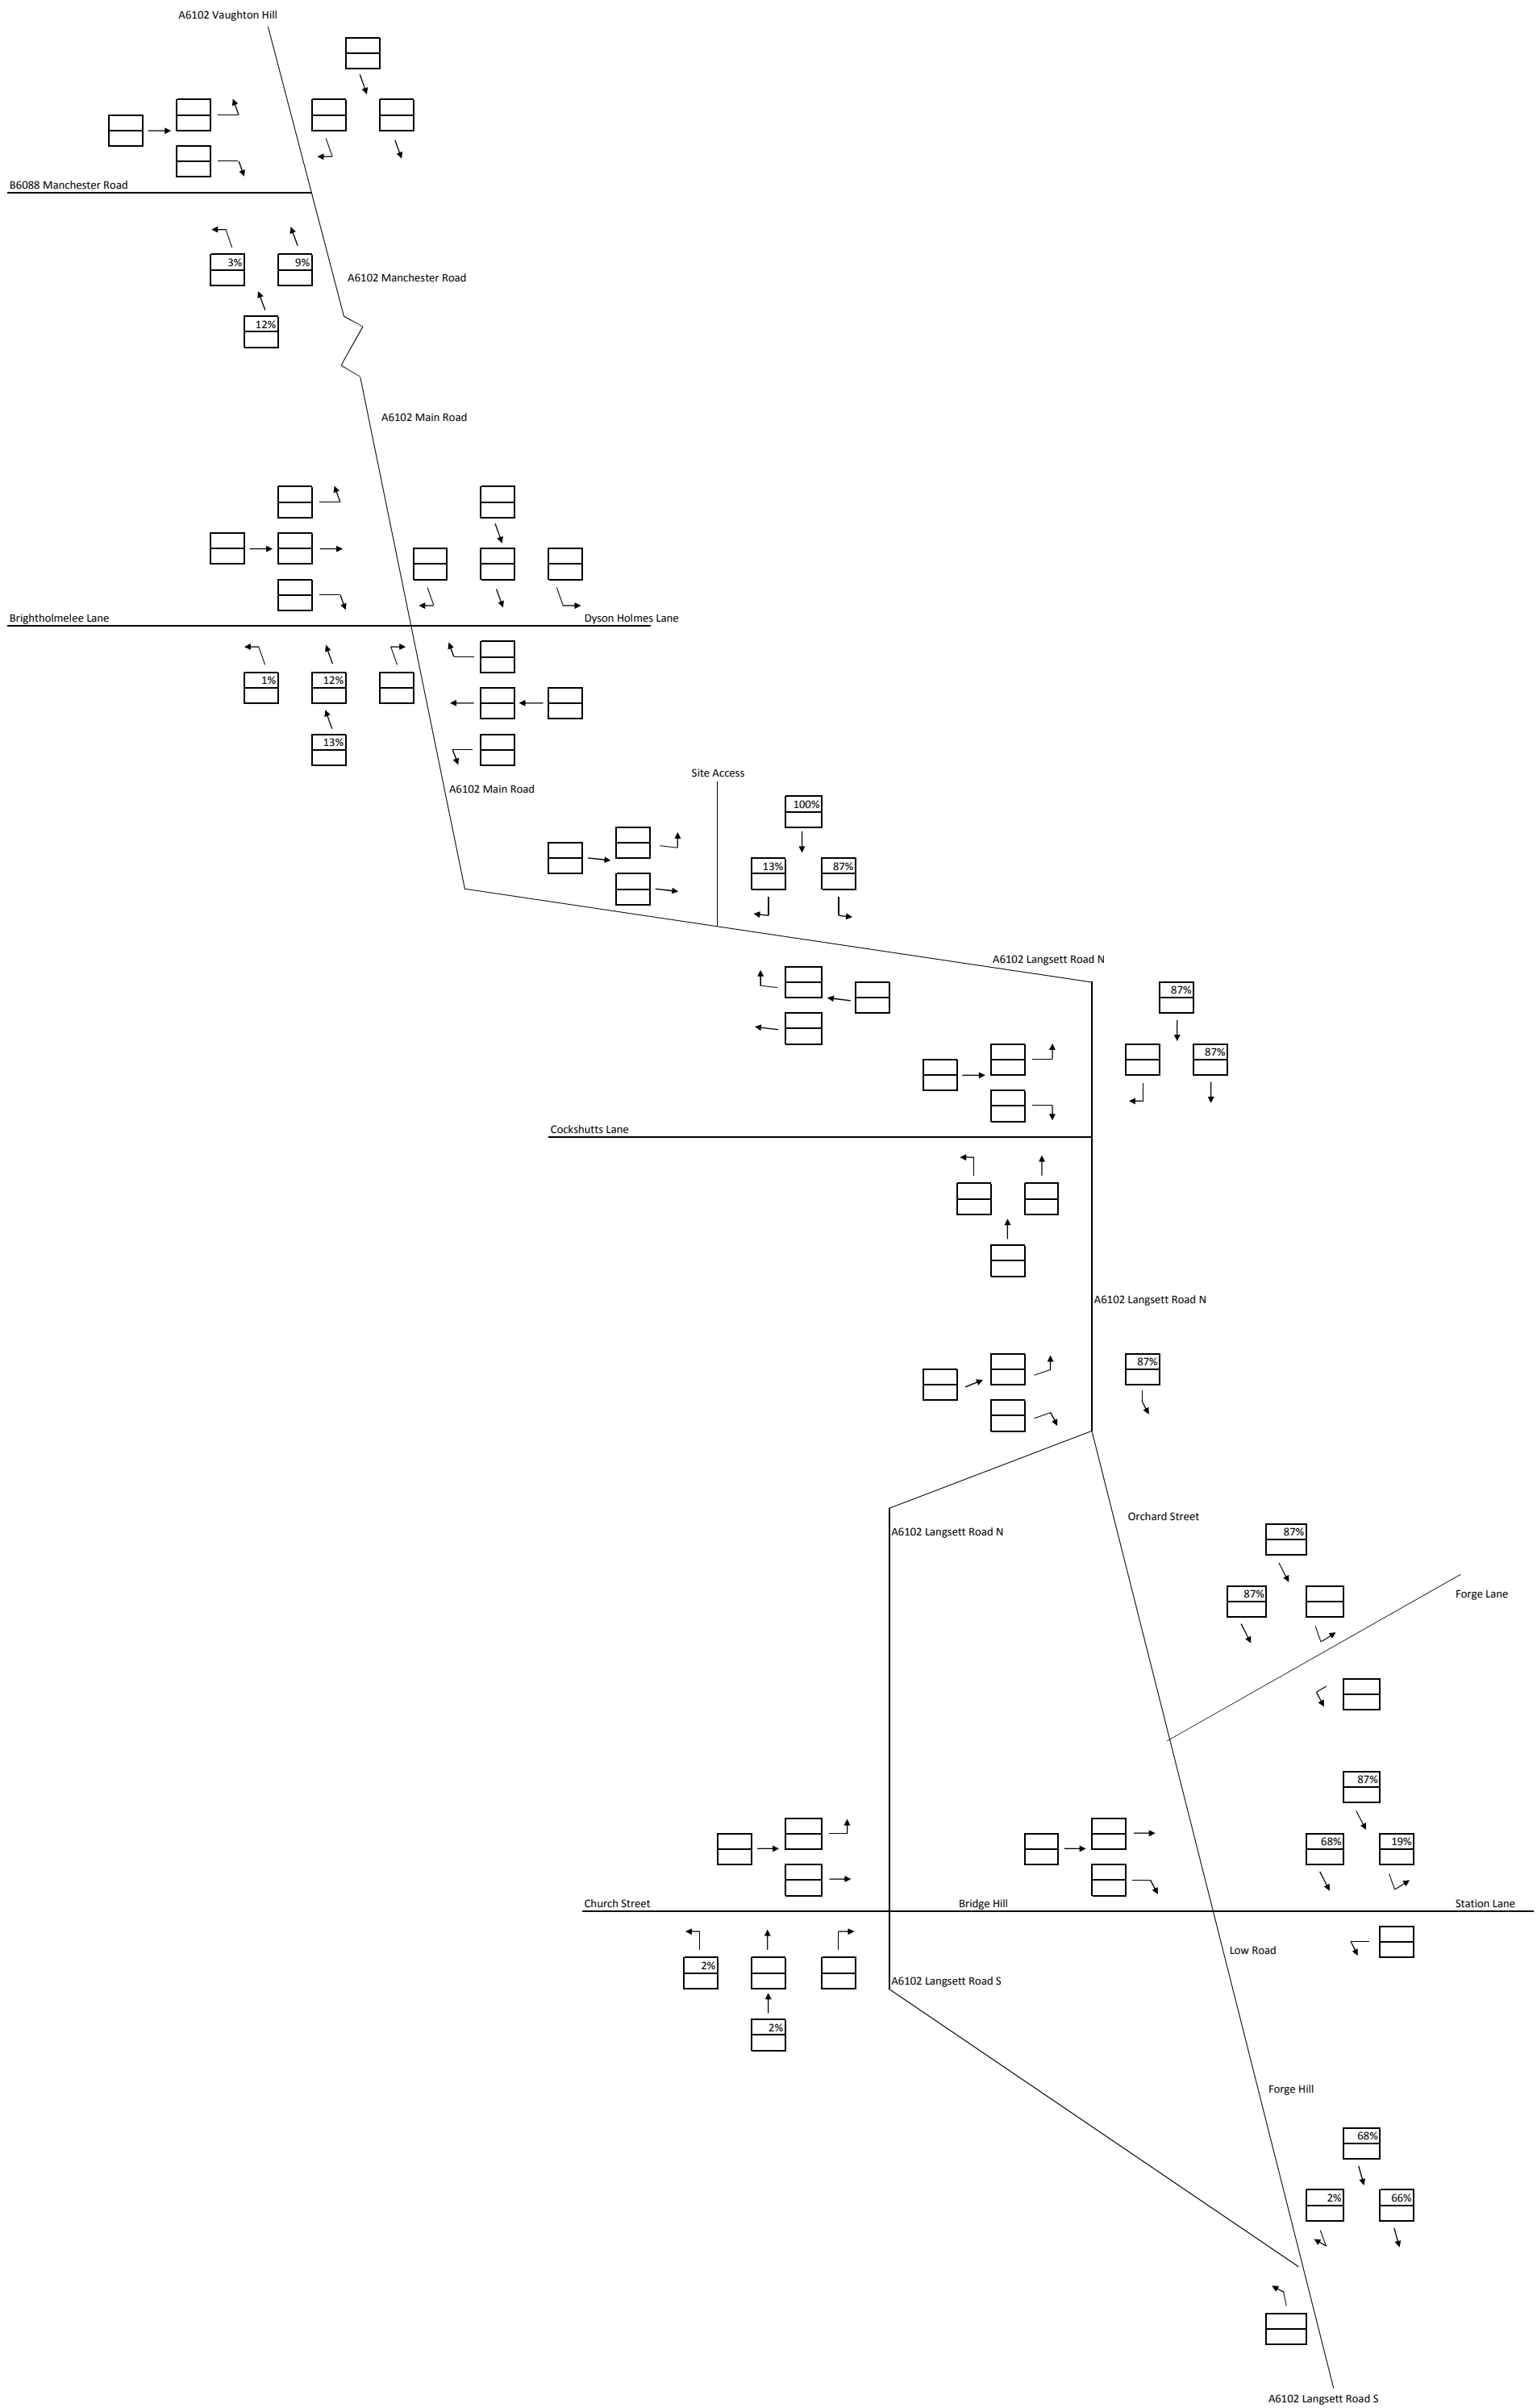 A6102 Vaughton Hill
B6088 Manchester Road
3% 9%
A6102 Manchester Road
12%
A6102 Main Road
Brightholmelee Lane Dyson Holmes Lane
1% 12%
13%
A6102 Main Road
Site Access
100%
13% 87%
A6102 Langsett Road N
87%
87%
Cockshutts Lane
A6102 Langsett Road N
87%
Orchard Street
A6102 Langsett Road N
87%
87%
Forge Lane
87%
68% 19%
Church Street Bridge Hill Station Lane
Low Road
2%
A6102 Langsett Road S
2%
Forge Hill
68%
2% 66%
A6102 Langsett Road S